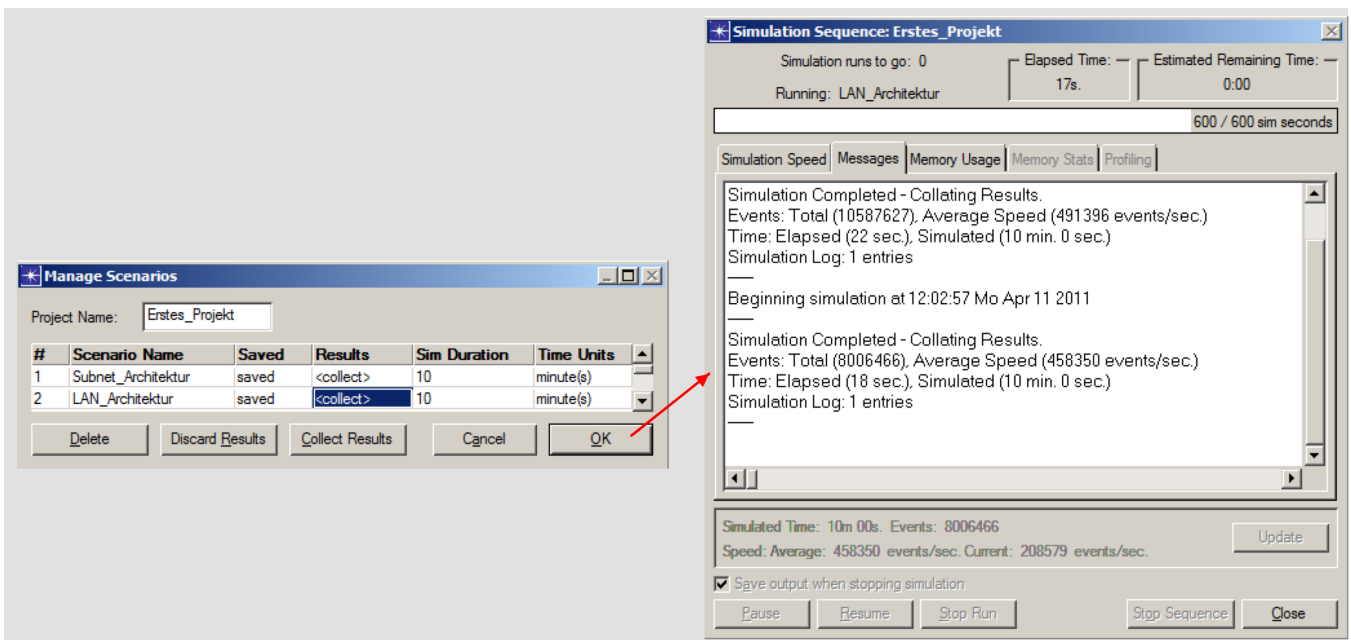 Manage Scenarios
Project Name: Erstes_Projekt
# Scenario Name Saved Results Sim Duration Time Units
1 Subnet_Architektur saved <collect> 10 minute(s)
2 LAN_Architektur saved <collect> 10 minute(s)
Delete Discard Results Collect Results Cancel OK
Simulation Sequence: Erstes_Projekt
Simulation runs to go: 0
Running: LAN_Architektur
Elapsed Time:
17s.
Estimated Remaining Time:
0:00
600 / 600 sim seconds
Simulation Speed Messages Memory Usage Memory Stats Profiling
Simulation Completed - Collating Results.
Events: Total (10587627), Average Speed (491396 events/sec.)
Time: Elapsed (22 sec.), Simulated (10 min. 0 sec.)
Simulation Log: 1 entries
Beginning simulation at 12:02:57 Mo Apr 11 2011
Simulation Completed - Collating Results.
Events: Total (8006466), Average Speed (458350 events/sec.)
Time: Elapsed (18 sec.), Simulated (10 min. 0 sec.)
Simulation Log: 1 entries
Simulated Time: 10m 00s. Events: 8006466
Speed: Average: 458350 events/sec. Current: 208579 events/sec.
Update
Save output when stopping simulation
Pause Resume Stop Run Stop Sequence Close